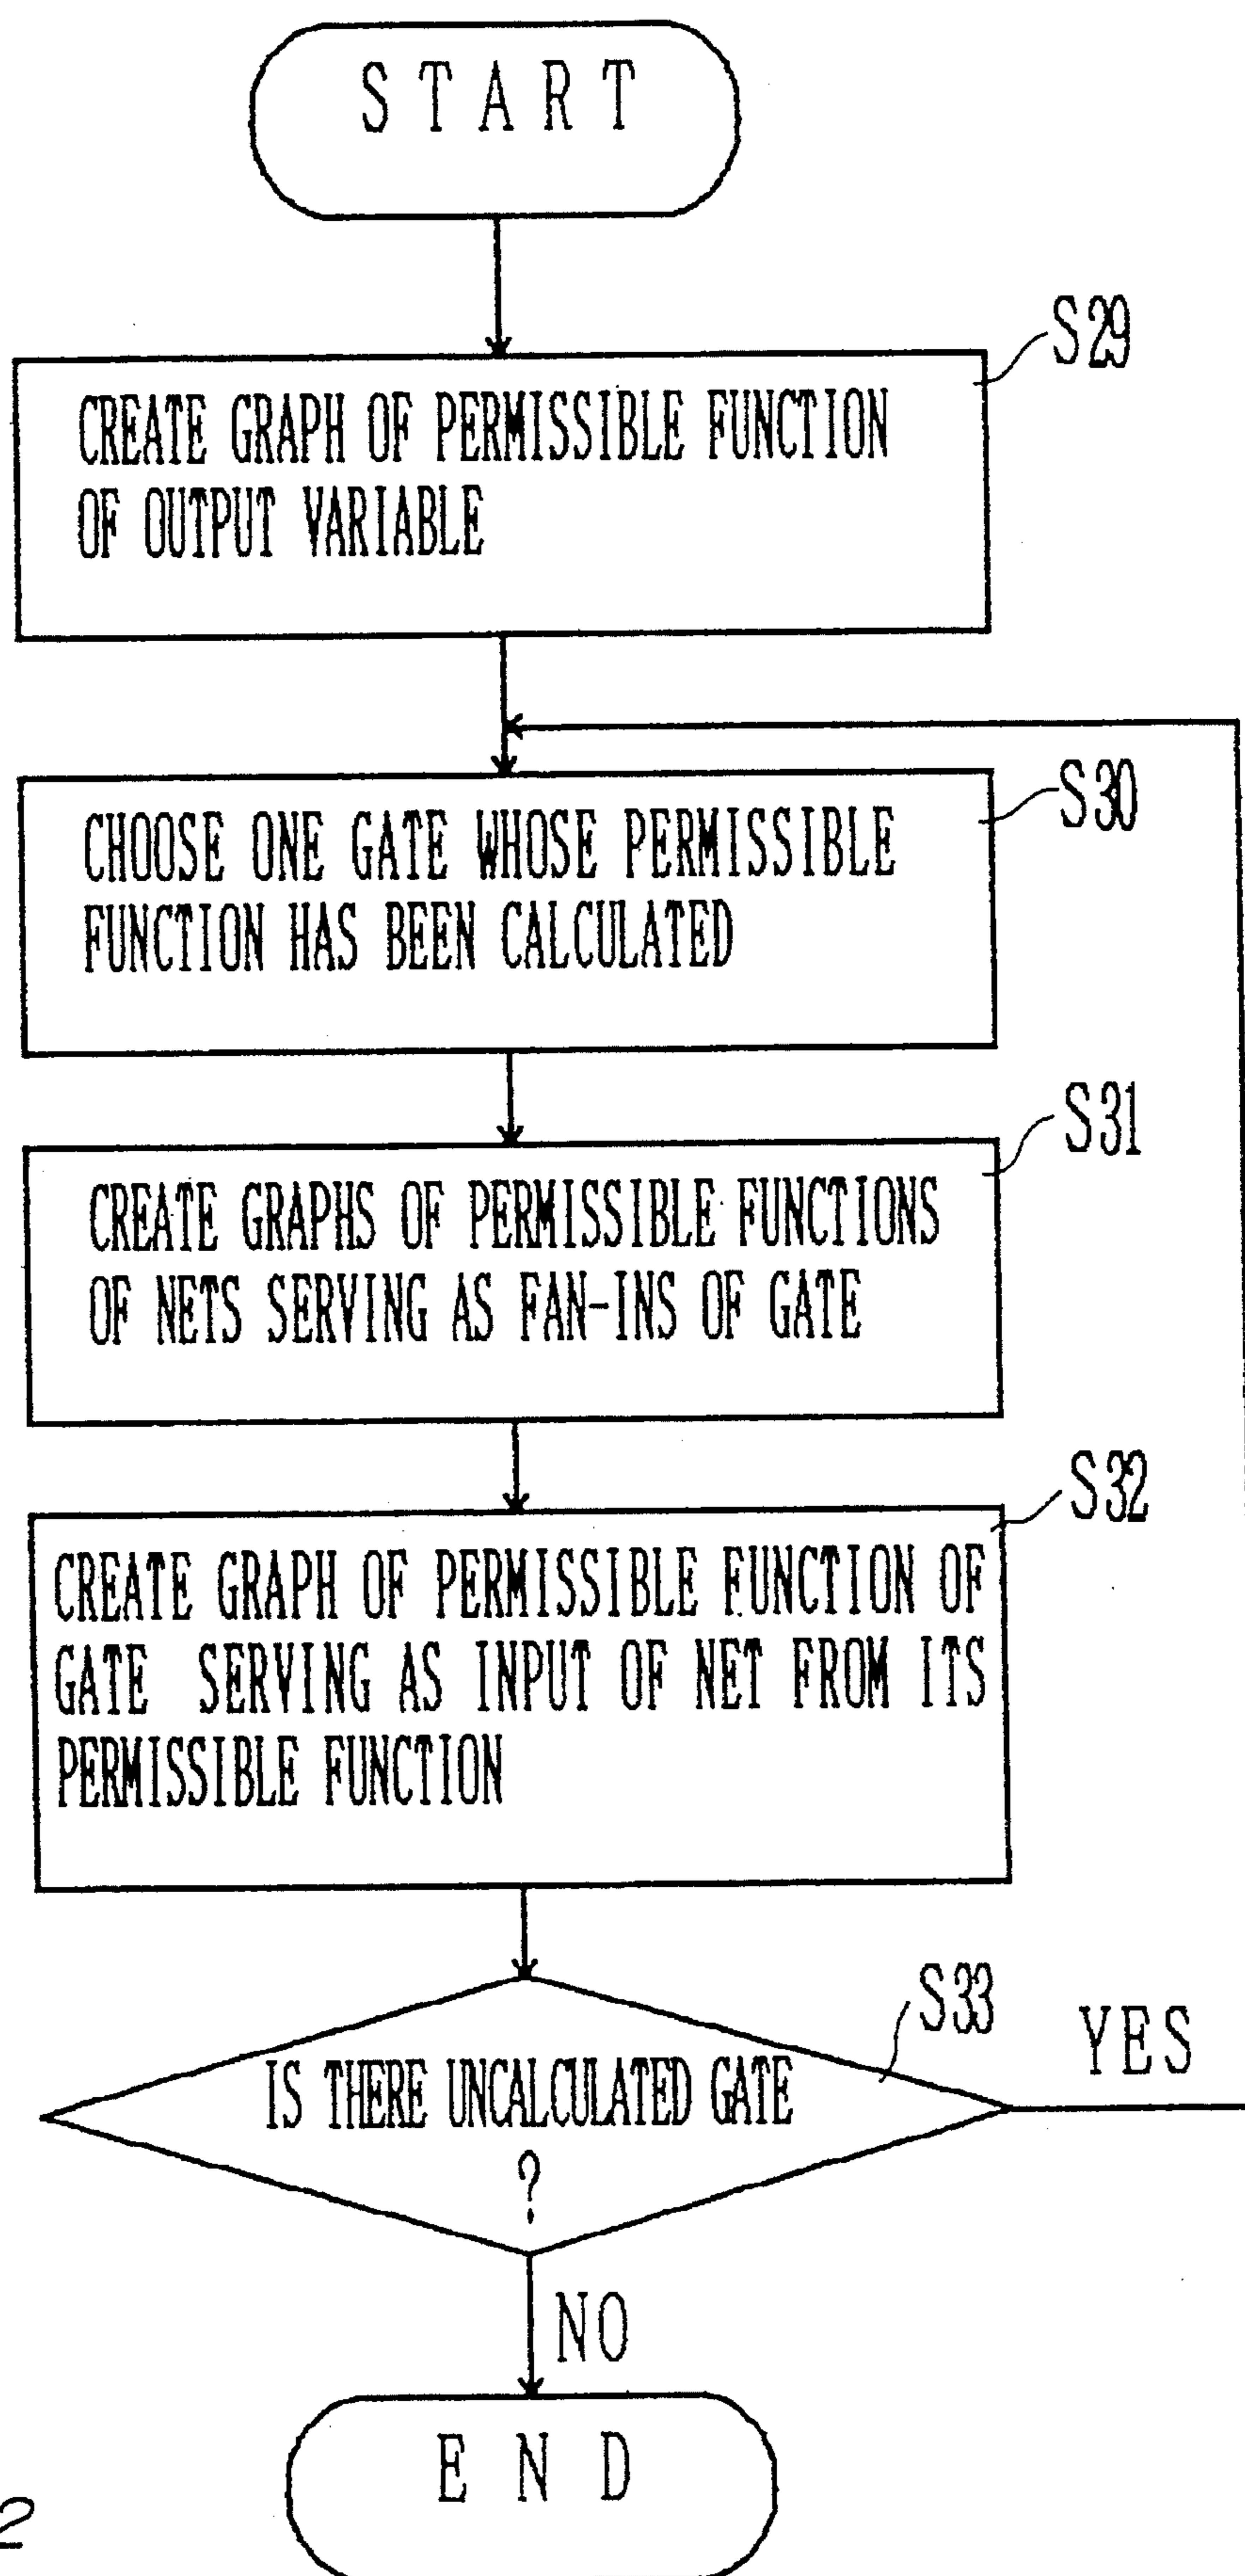 START
S29
CREATE GRAPH OF PERMISSIBLE FUNCTION
OF OUTPUT VARIABLE
S30
CHOOSE ONE GATE WHOSE PERMISSIBLE
FUNCTION HAS BEEN CALCULATED
S31
CREATE GRAPHS OF PERMISSIBLE FUNCTIONS
OF NETS SERVING AS FAN-INS OF GATE
S32
CREATE GRAPH OF PERMISSIBLE FUNCTION OF
GATE SERVING AS INPUT OF NET FROM ITS
PERMISSIBLE FUNCTION
S33
YES
IS THERE UNCALCULATED GATE
?
NO
END
2